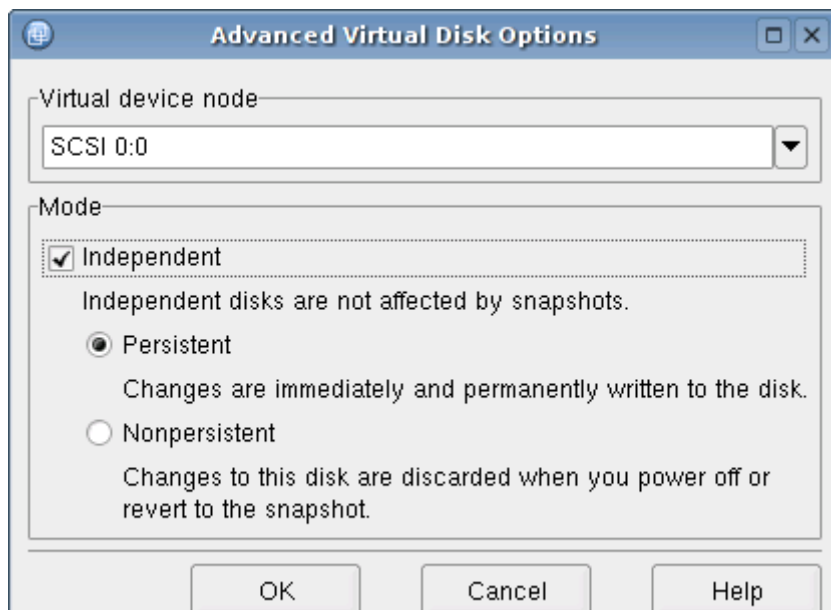 Advanced Virtual Disk Options
Virtual device node
SCSI 0:0
Mode
Independent
Independent disks are not affected by snapshots.
Persistent
Changes are immediately and permanently written to the disk.
Nonpersistent
Changes to this disk are discarded when you power off or
revert to the snapshot.
OK
Cancel
Help